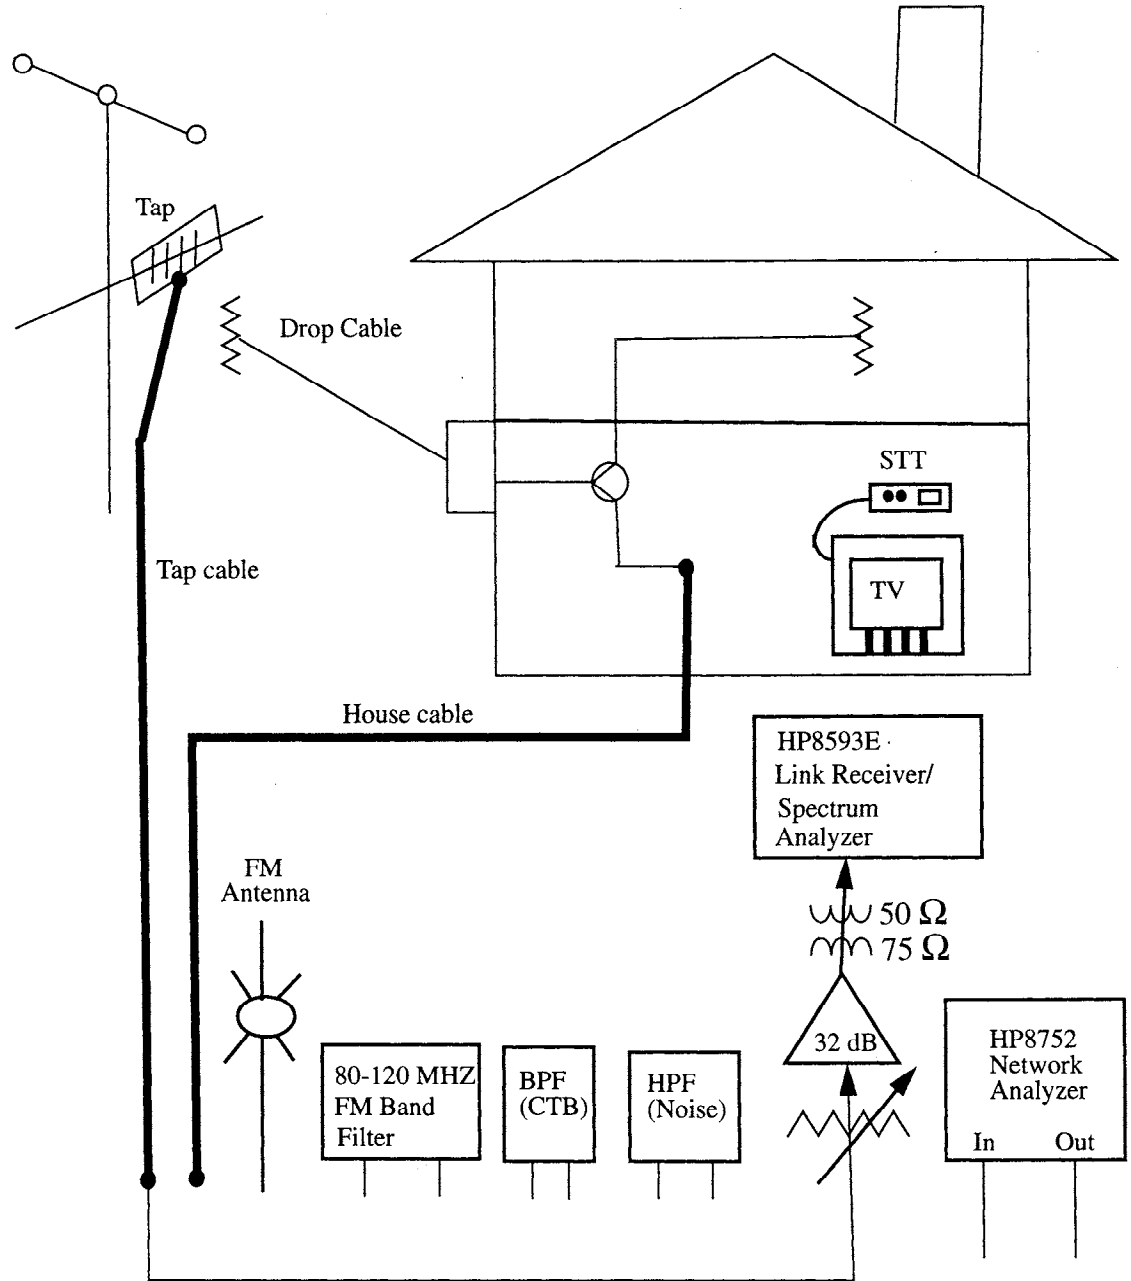 Tap
Drop Cable
STT
TV
Tap cable
House cable
HP8593E
Link Receiver/
Spectrum
Analyzer
FM
Antenna
50 Ω
75 Ω
32 dB
80-120 MHZ
FM Band
Filter
BPF
(CTB)
HPF
(Noise)
HP8752
Network
Analyzer
In Out